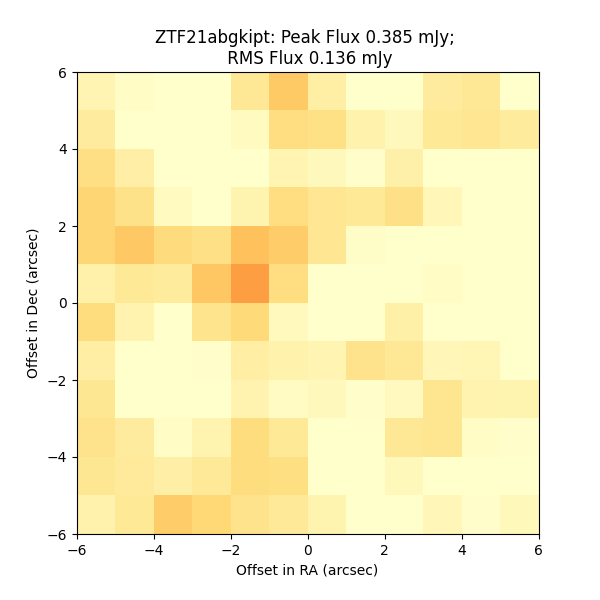 ZTF21abgkipt: Peak Flux 0.385 mJy;
RMS Flux 0.136 mJy
6
4
2
0
−2
−4
−6
Offset in Dec (arcsec)
−6 −4 −2 0 2 4 6
Offset in RA (arcsec)